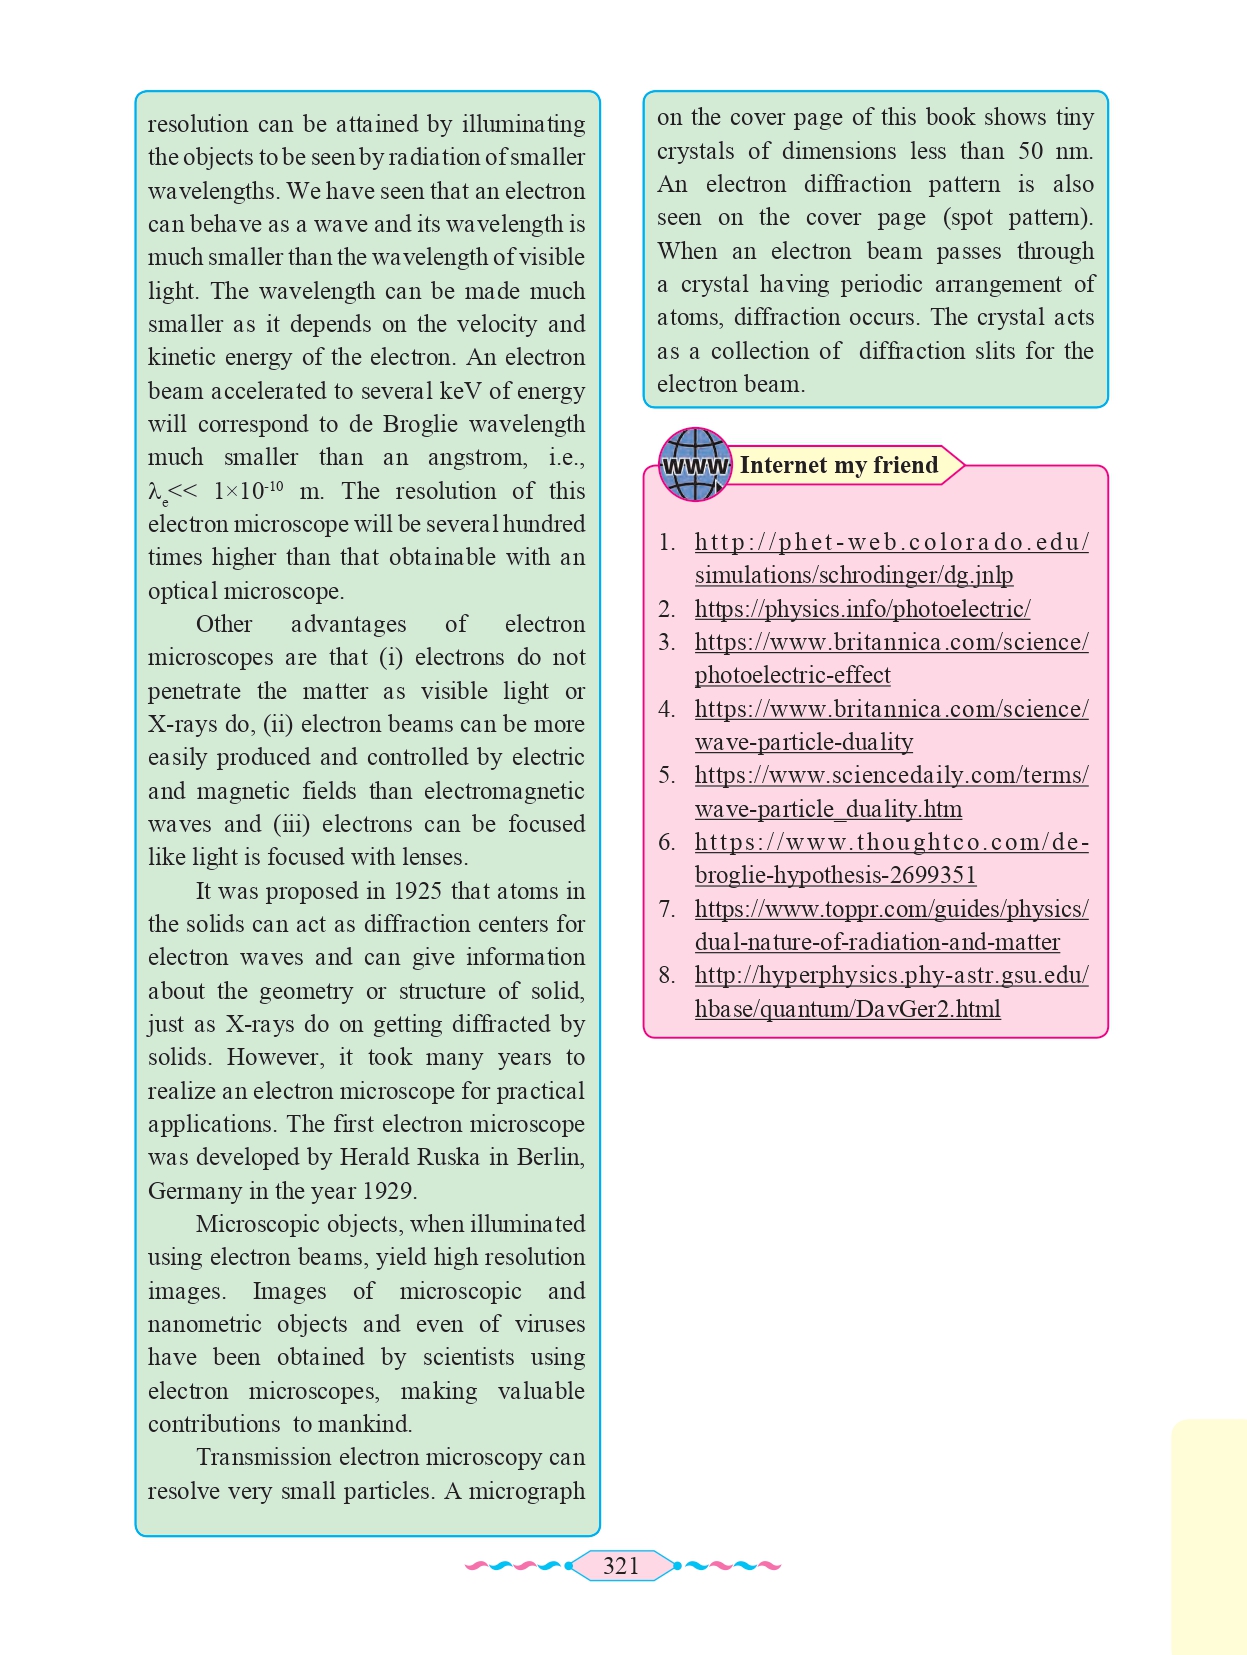 resolution can be attained by illuminating
the objects to be seen by radiation of smaller
wavelengths. We have seen that an electron
can behave as a wave and its wavelength is
much smaller than the wavelength of visible
light. The wavelength can be made much
smaller as it depends on the velocity and
kinetic energy of the electron. An electron
beam accelerated to several keV of energy
will correspond to de Broglie wavelength
much smaller than an angstrom, i.e.,
λₑ<< 1×10⁻¹⁰ m. The resolution of this
electron microscope will be several hundred
times higher than that obtainable with an
optical microscope.
Other advantages of electron
microscopes are that (i) electrons do not
penetrate the matter as visible light or
X-rays do, (ii) electron beams can be more
easily produced and controlled by electric
and magnetic fields than electromagnetic
waves and (iii) electrons can be focused
like light is focused with lenses.
It was proposed in 1925 that atoms in
the solids can act as diffraction centers for
electron waves and can give information
about the geometry or structure of solid,
just as X-rays do on getting diffracted by
solids. However, it took many years to
realize an electron microscope for practical
applications. The first electron microscope
was developed by Herald Ruska in Berlin,
Germany in the year 1929.
Microscopic objects, when illuminated
using electron beams, yield high resolution
images. Images of microscopic and
nanometric objects and even of viruses
have been obtained by scientists using
electron microscopes, making valuable
contributions to mankind.
Transmission electron microscopy can
resolve very small particles. A micrograph
on the cover page of this book shows tiny
crystals of dimensions less than 50 nm.
An electron diffraction pattern is also
seen on the cover page (spot pattern).
When an electron beam passes through
a crystal having periodic arrangement of
atoms, diffraction occurs. The crystal acts
as a collection of diffraction slits for the
electron beam.
www Internet my friend
1. http://phet-web.colorado.edu/
simulations/schrodinger/dg.jnlp
2. https://physics.info/photoelectric/
3. https://www.britannica.com/science/
photoelectric-effect
4. https://www.britannica.com/science/
wave-particle-duality
5. https://www.sciencedaily.com/terms/
wave-particle_duality.htm
6. https://www.thoughtco.com/de-
broglie-hypothesis-2699351
7. https://www.toppr.com/guides/physics/
dual-nature-of-radiation-and-matter
8. http://hyperphysics.phy-astr.gsu.edu/
hbase/quantum/DavGer2.html
321